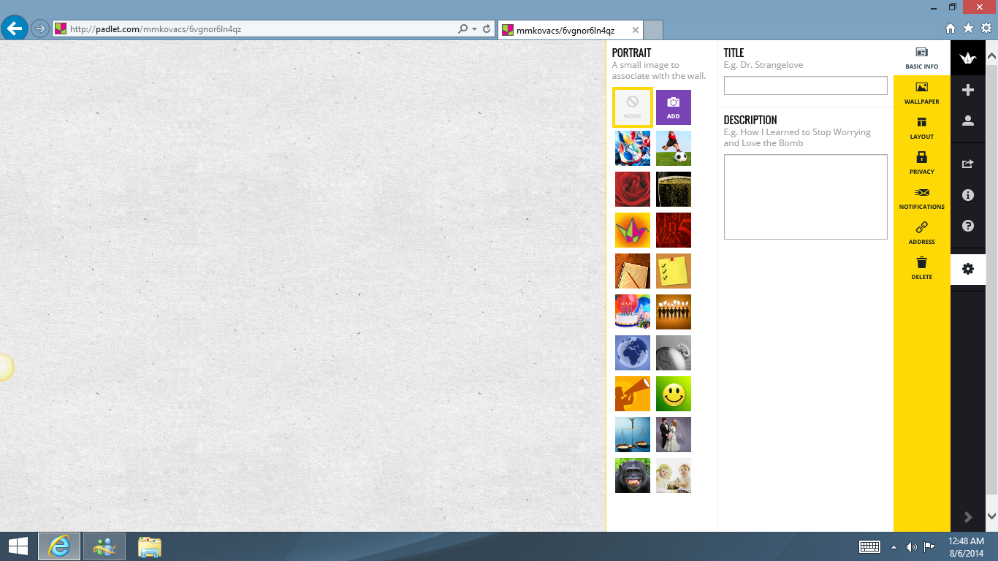 http://padlet.com/mmkovacs/6vgnor6ln4qz
mmkovacs/6vgnor6ln4qz
PORTRAIT
A small image to
associate with the wall.
NONE
ADD
TITLE
E.g. Dr. Strangelove
DESCRIPTION
E.g. How I Learned to Stop Worrying
and Love the Bomb
BASIC INFO
WALLPAPER
LAYOUT
PRIVACY
NOTIFICATIONS
ADDRESS
DELETE
12:48 AM
8/6/2014